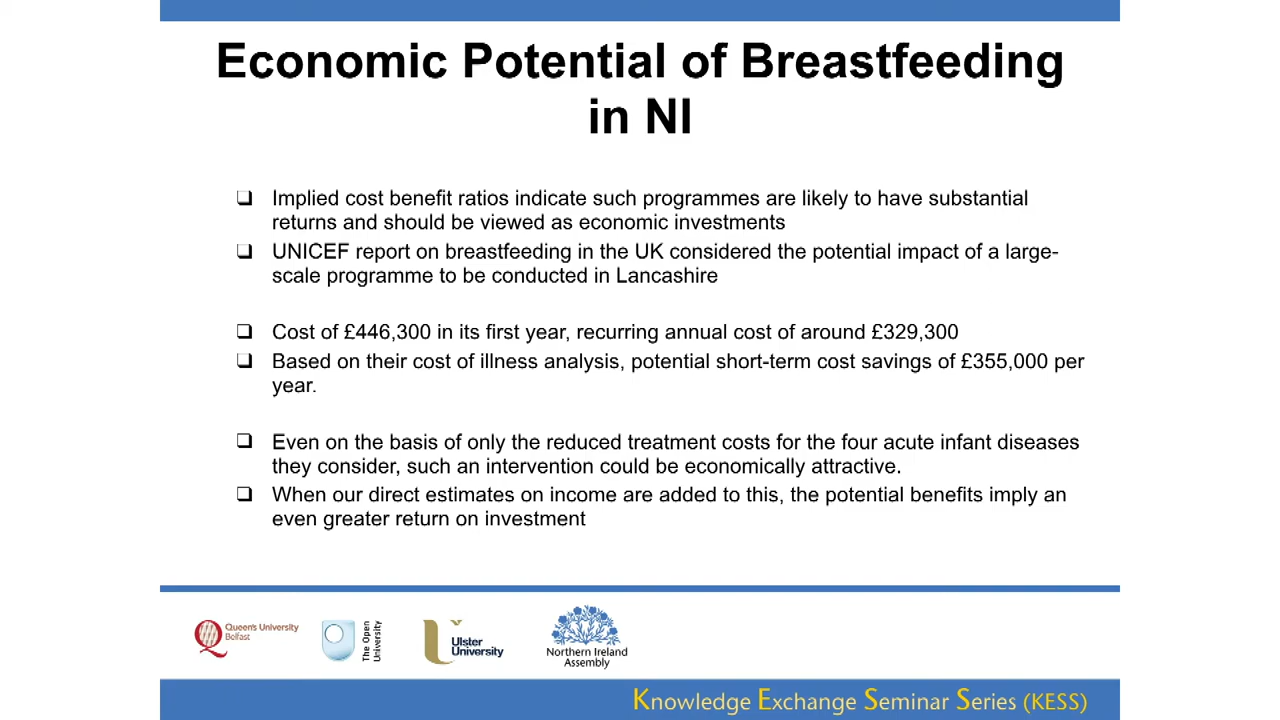 Economic Potential of Breastfeeding
in NI
❑ Implied cost benefit ratios indicate such programmes are likely to have substantial
returns and should be viewed as economic investments
❑ UNICEF report on breastfeeding in the UK considered the potential impact of a large-
scale programme to be conducted in Lancashire
❑ Cost of £446,300 in its first year, recurring annual cost of around £329,300
❑ Based on their cost of illness analysis, potential short-term cost savings of £355,000 per
year.
❑ Even on the basis of only the reduced treatment costs for the four acute infant diseases
they consider, such an intervention could be economically attractive.
❑ When our direct estimates on income are added to this, the potential benefits imply an
even greater return on investment
Queen's University
Belfast
The Open
University
Ulster
University
Northern Ireland
Assembly
Knowledge Exchange Seminar Series (KESS)